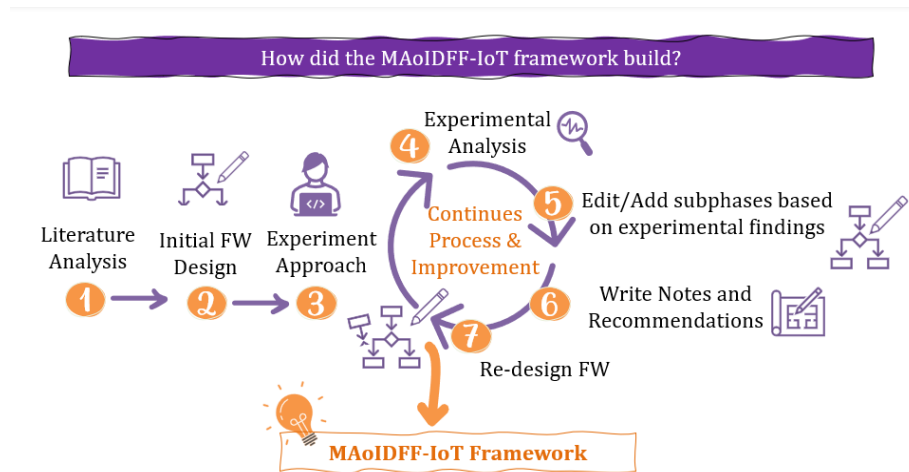 How did the MAoIDFF-IoT framework build?
Literature
Analysis
1
Initial FW
Design
2
Experiment
Approach
3
</>
4
Experimental
Analysis
5
Edit/Add subphases based
on experimental findings
Continues
Process &
Improvement
6
Write Notes and
Recommendations
7
Re-design FW
MAoIDFF-IoT Framework